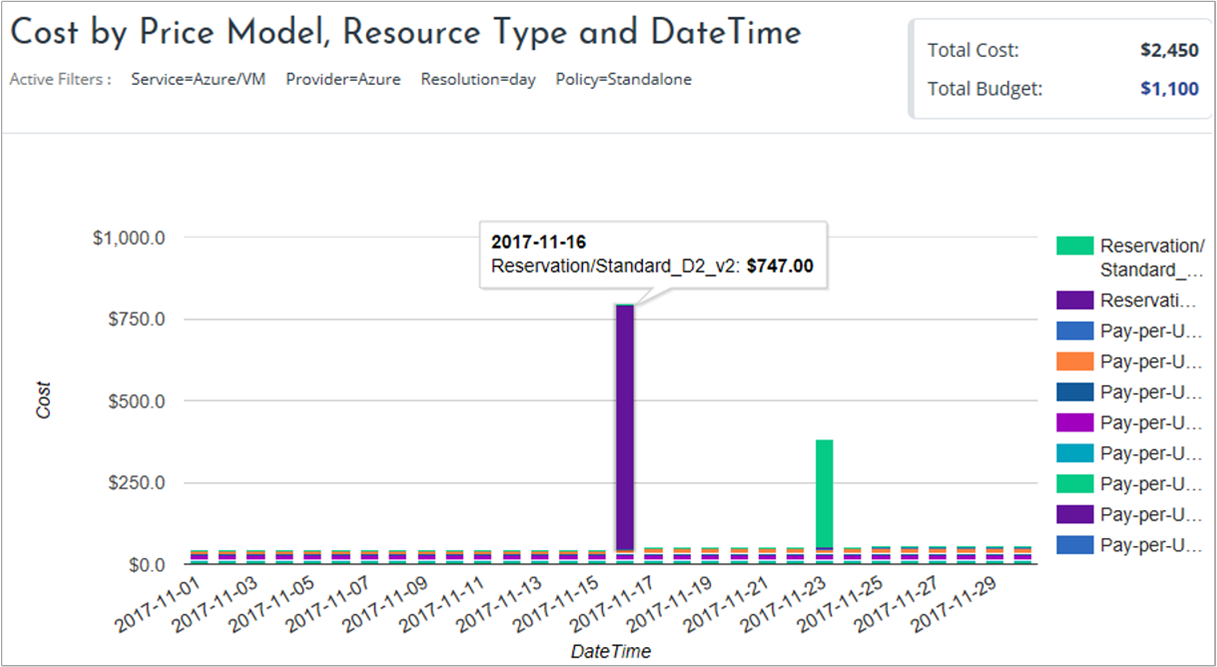 Cost by Price Model, Resource Type and DateTime
Active Filters : Service=Azure/VM Provider=Azure Resolution=day Policy=Standalone
Total Cost: $2,450
Total Budget: $1,100
2017-11-16
Reservation/Standard_D2_v2: $747.00
$1,000.0
$750.0
$500.0
$250.0
$0.0
Cost
2017-11-01
2017-11-03
2017-11-05
2017-11-07
2017-11-09
2017-11-11
2017-11-13
2017-11-15
2017-11-17
2017-11-19
2017-11-21
2017-11-23
2017-11-25
2017-11-27
2017-11-29
DateTime
Reservation/
Standard_...
Reservati...
Pay-per-U...
Pay-per-U...
Pay-per-U...
Pay-per-U...
Pay-per-U...
Pay-per-U...
Pay-per-U...
Pay-per-U...